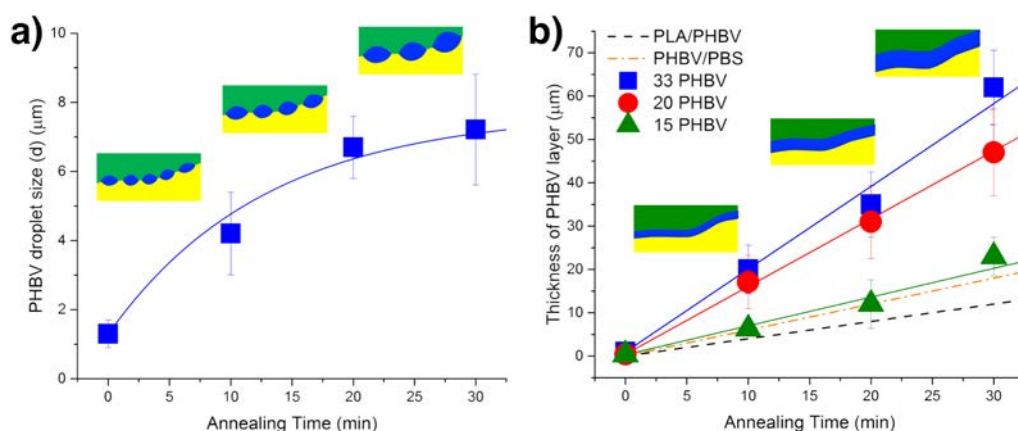 a)
PHBV droplet size (d) (μm)
10
8
6
4
2
0
0 5 10 15 20 25 30
Annealing Time (min)
b)
Thickness of PHBV layer (μm)
70
60
50
40
30
20
10
0
PLA/PHBV
PHBV/PBS
33 PHBV
20 PHBV
15 PHBV
0 5 10 15 20 25 30
Annealing Time (min)